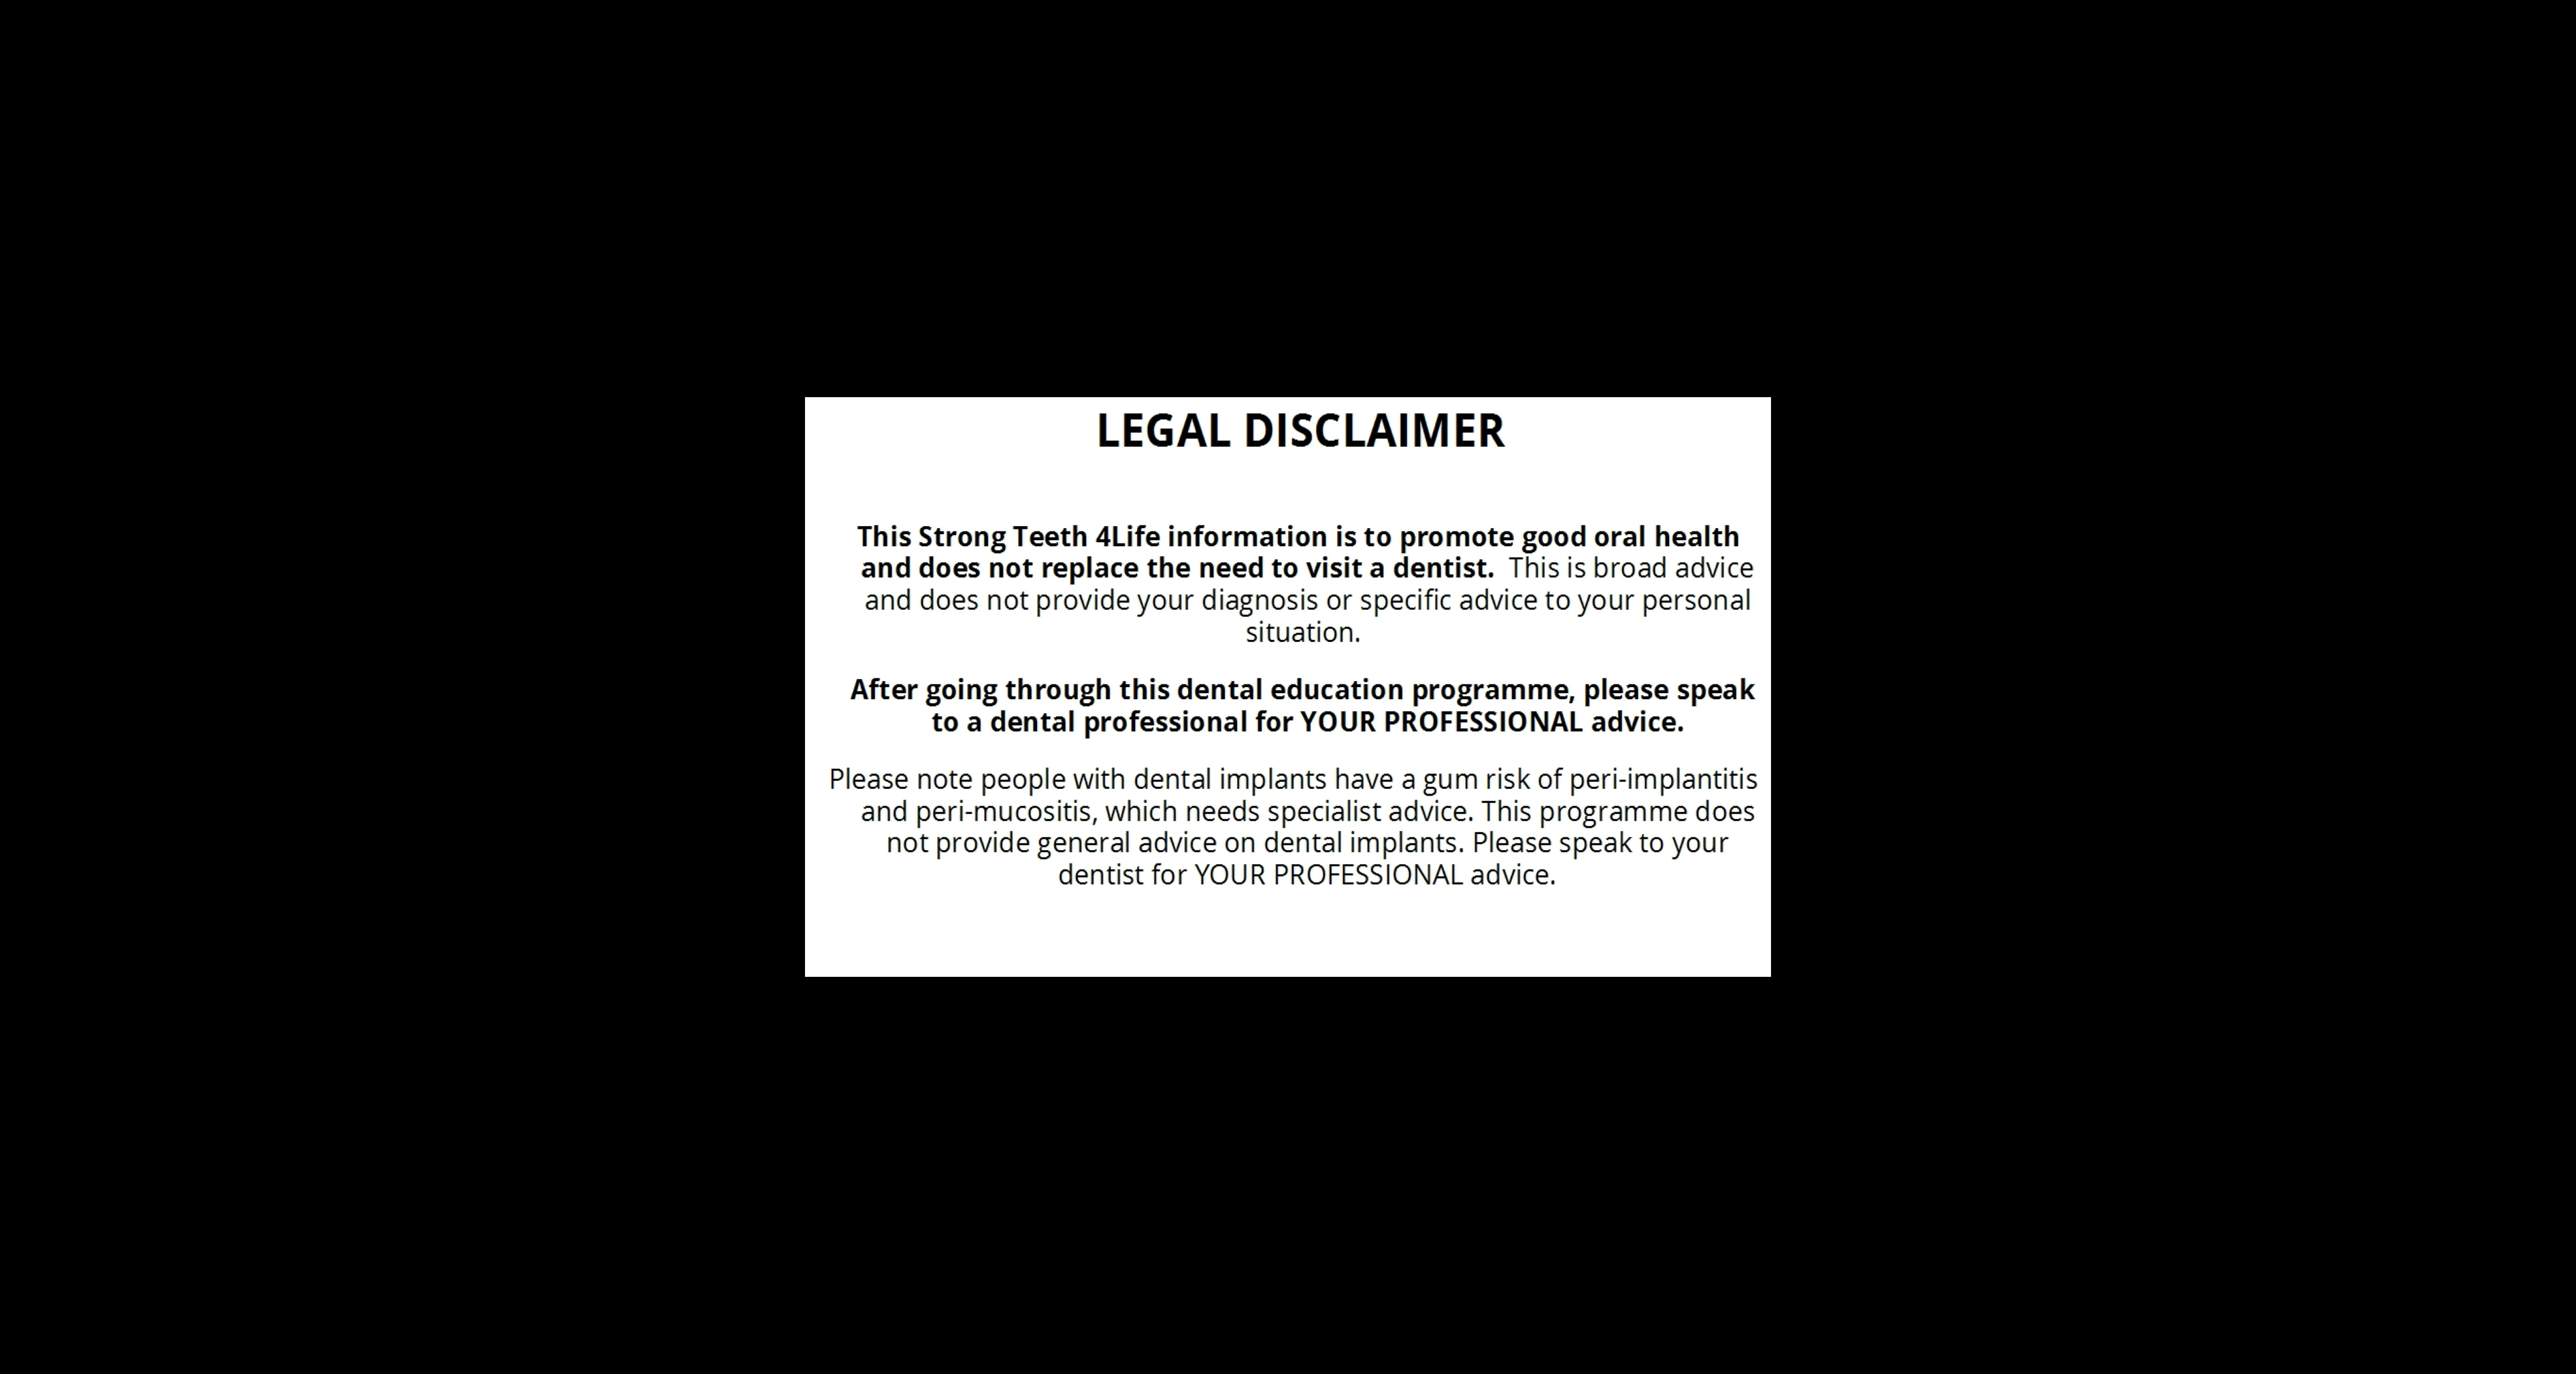 LEGAL DISCLAIMER
This Strong Teeth 4Life information is to promote good oral health
and does not replace the need to visit a dentist.  This is broad advice
and does not provide your diagnosis or specific advice to your personal
situation.
After going through this dental education programme, please speak
to a dental professional for YOUR PROFESSIONAL advice.
Please note people with dental implants have a gum risk of peri-implantitis
and peri-mucositis, which needs specialist advice. This programme does
not provide general advice on dental implants. Please speak to your
dentist for YOUR PROFESSIONAL advice.